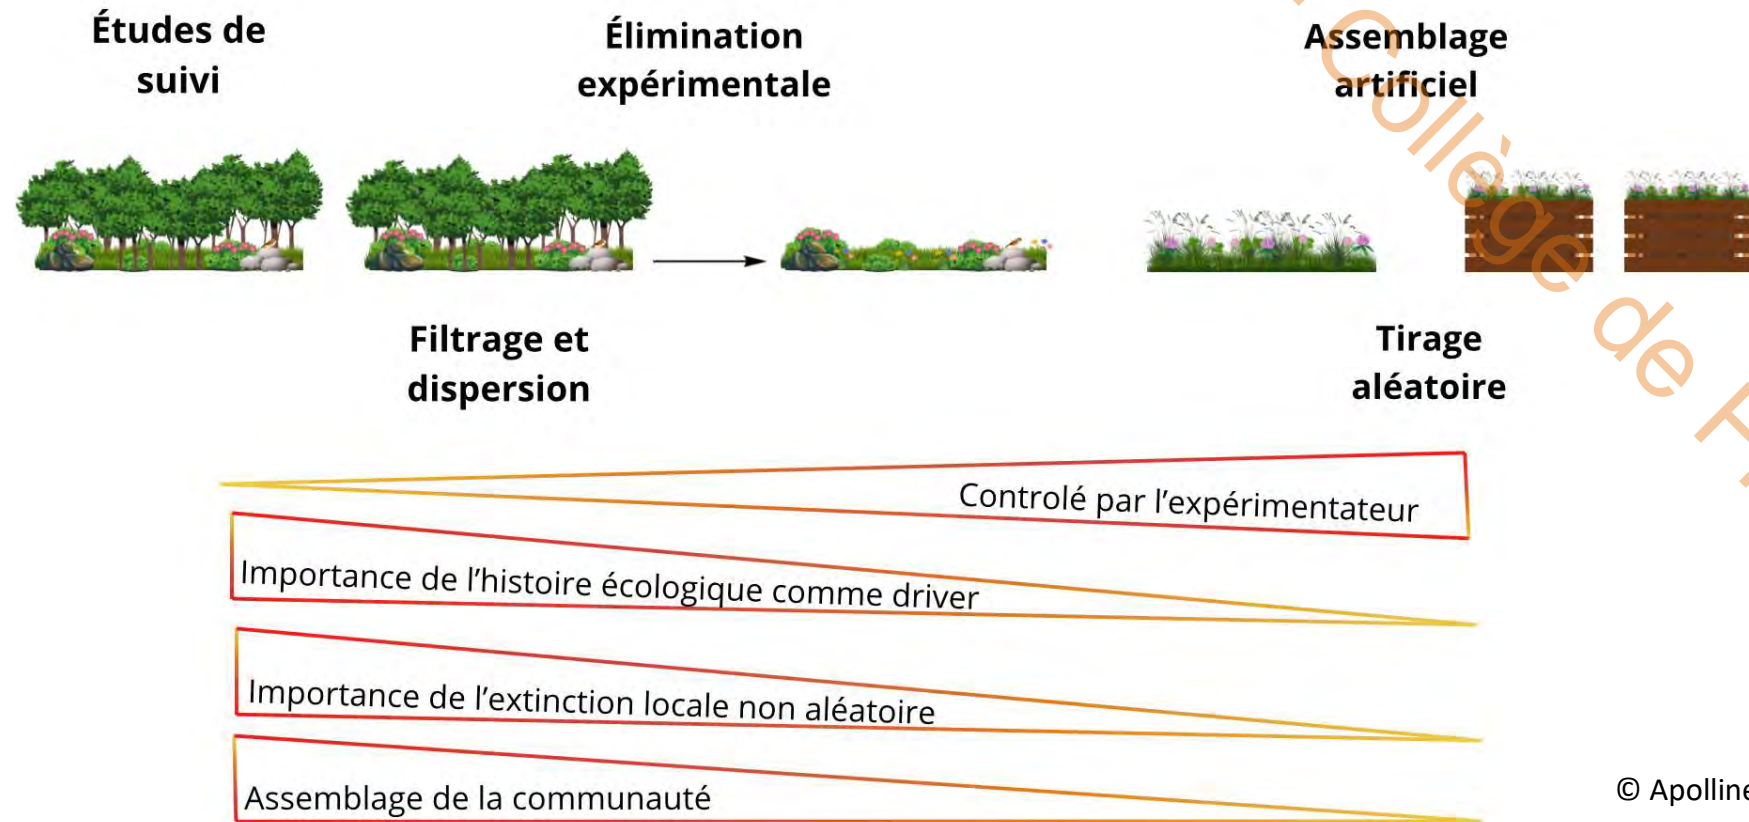 Études de
suivi
Élimination
expérimentale
Assemblage
artificiel
Collège de
Filtrage et
dispersion
Tirage
aléatoire
Controlé par l'expérimentateur
Importance de l'histoire écologique comme driver
Importance de l'extinction locale non aléatoire
Assemblage de la communauté
© Apolline